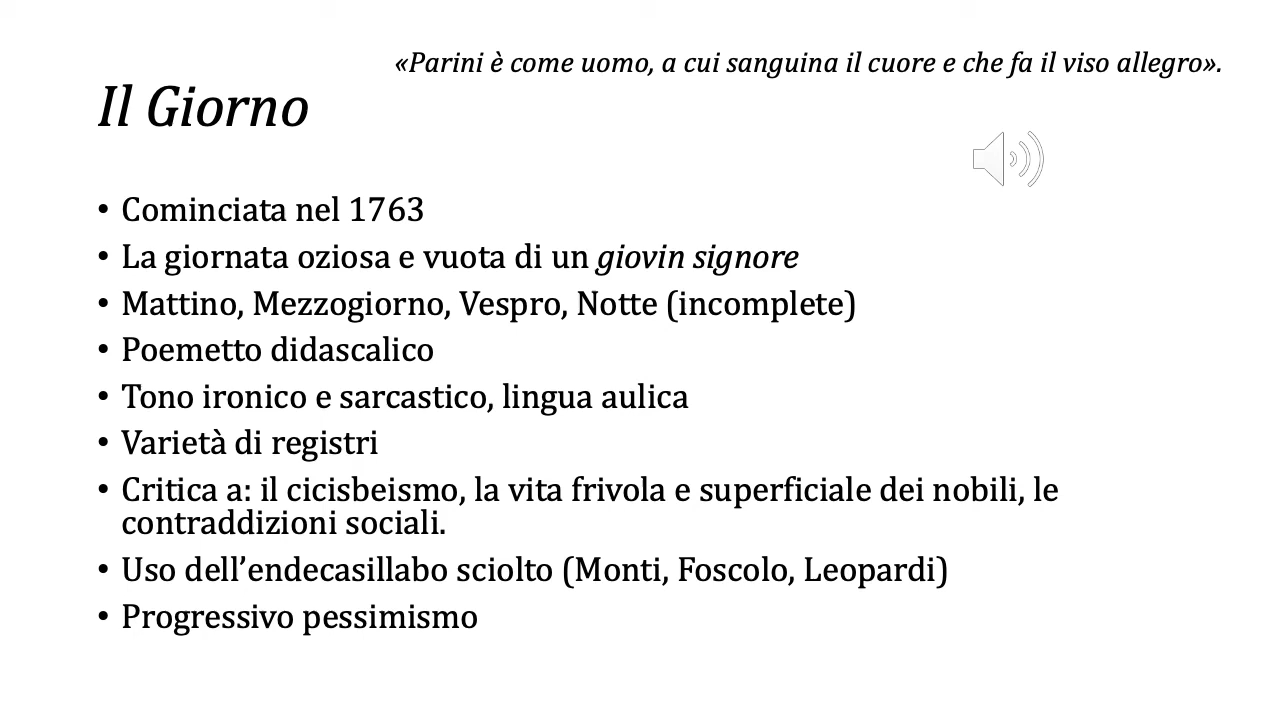 «Parini è come uomo, a cui sanguina il cuore e che fa il viso allegro».
Il Giorno
• Cominciata nel 1763
• La giornata oziosa e vuota di un giovin signore
• Mattino, Mezzogiorno, Vespro, Notte (incomplete)
• Poemetto didascalico
• Tono ironico e sarcastico, lingua aulica
• Varietà di registri
• Critica a: il cicisbeismo, la vita frivola e superficiale dei nobili, le
contraddizioni sociali.
• Uso dell’endecasillabo sciolto (Monti, Foscolo, Leopardi)
• Progressivo pessimismo